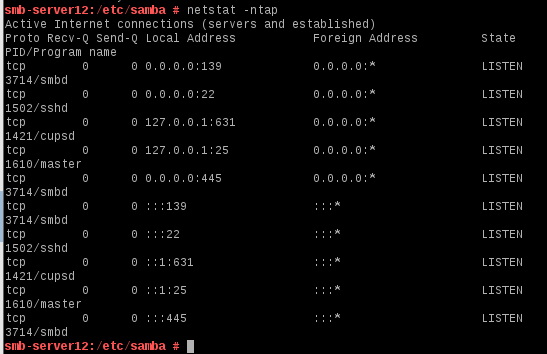 smb-server12:/etc/samba # netstat -ntap
Active Internet connections (servers and established)
Proto Recv-Q Send-Q Local Address           Foreign Address         State
PID/Program name
tcp        0      0 0.0.0.0:139             0.0.0.0:*               LISTEN
3714/smbd
tcp        0      0 0.0.0.0:22              0.0.0.0:*               LISTEN
1502/sshd
tcp        0      0 127.0.0.1:631           0.0.0.0:*               LISTEN
1421/cupsd
tcp        0      0 127.0.0.1:25            0.0.0.0:*               LISTEN
1610/master
tcp        0      0 0.0.0.0:445             0.0.0.0:*               LISTEN
3714/smbd
tcp        0      0 :::139                  :::*                    LISTEN
3714/smbd
tcp        0      0 :::22                   :::*                    LISTEN
1502/sshd
tcp        0      0 ::1:631                 :::*                    LISTEN
1421/cupsd
tcp        0      0 ::1:25                  :::*                    LISTEN
1610/master
tcp        0      0 :::445                  :::*                    LISTEN
3714/smbd
smb-server12:/etc/samba #